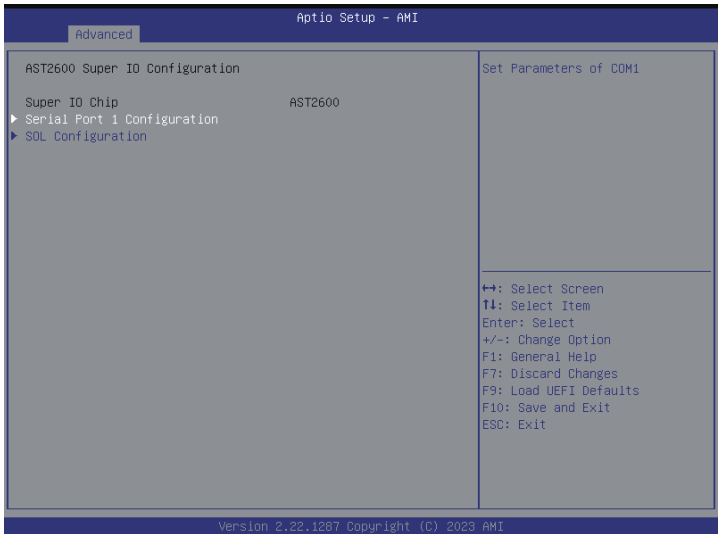 Aptio Setup – AMI
Advanced
AST2600 Super IO Configuration
Super IO Chip AST2600
Serial Port 1 Configuration
SOL Configuration
Set Parameters of COM1
↔: Select Screen
↑↓: Select Item
Enter: Select
+/-: Change Option
F1: General Help
F7: Discard Changes
F9: Load UEFI Defaults
F10: Save and Exit
ESC: Exit
Version 2.22.1287 Copyright (C) 2023 AMI